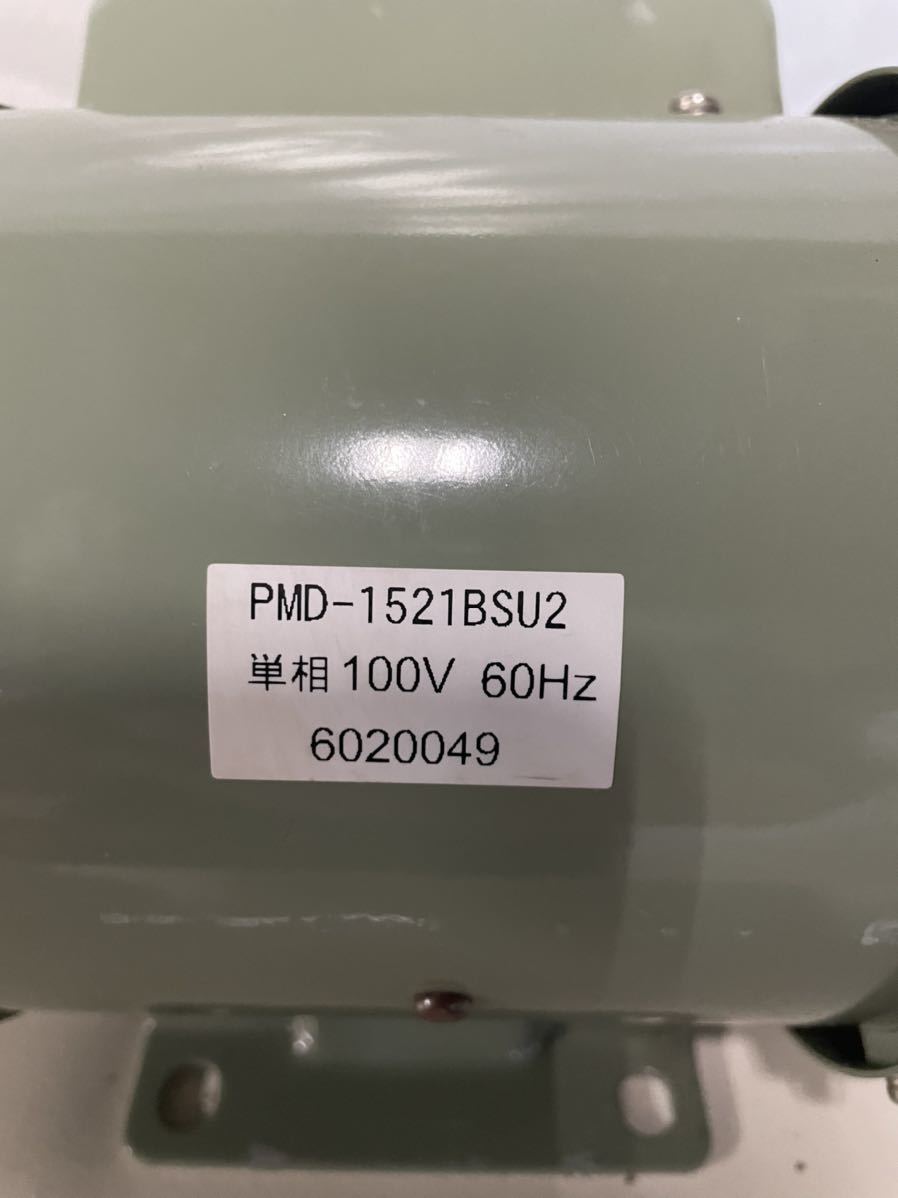 PMD-1521BSU2
単相 100V 60Hz
6020049